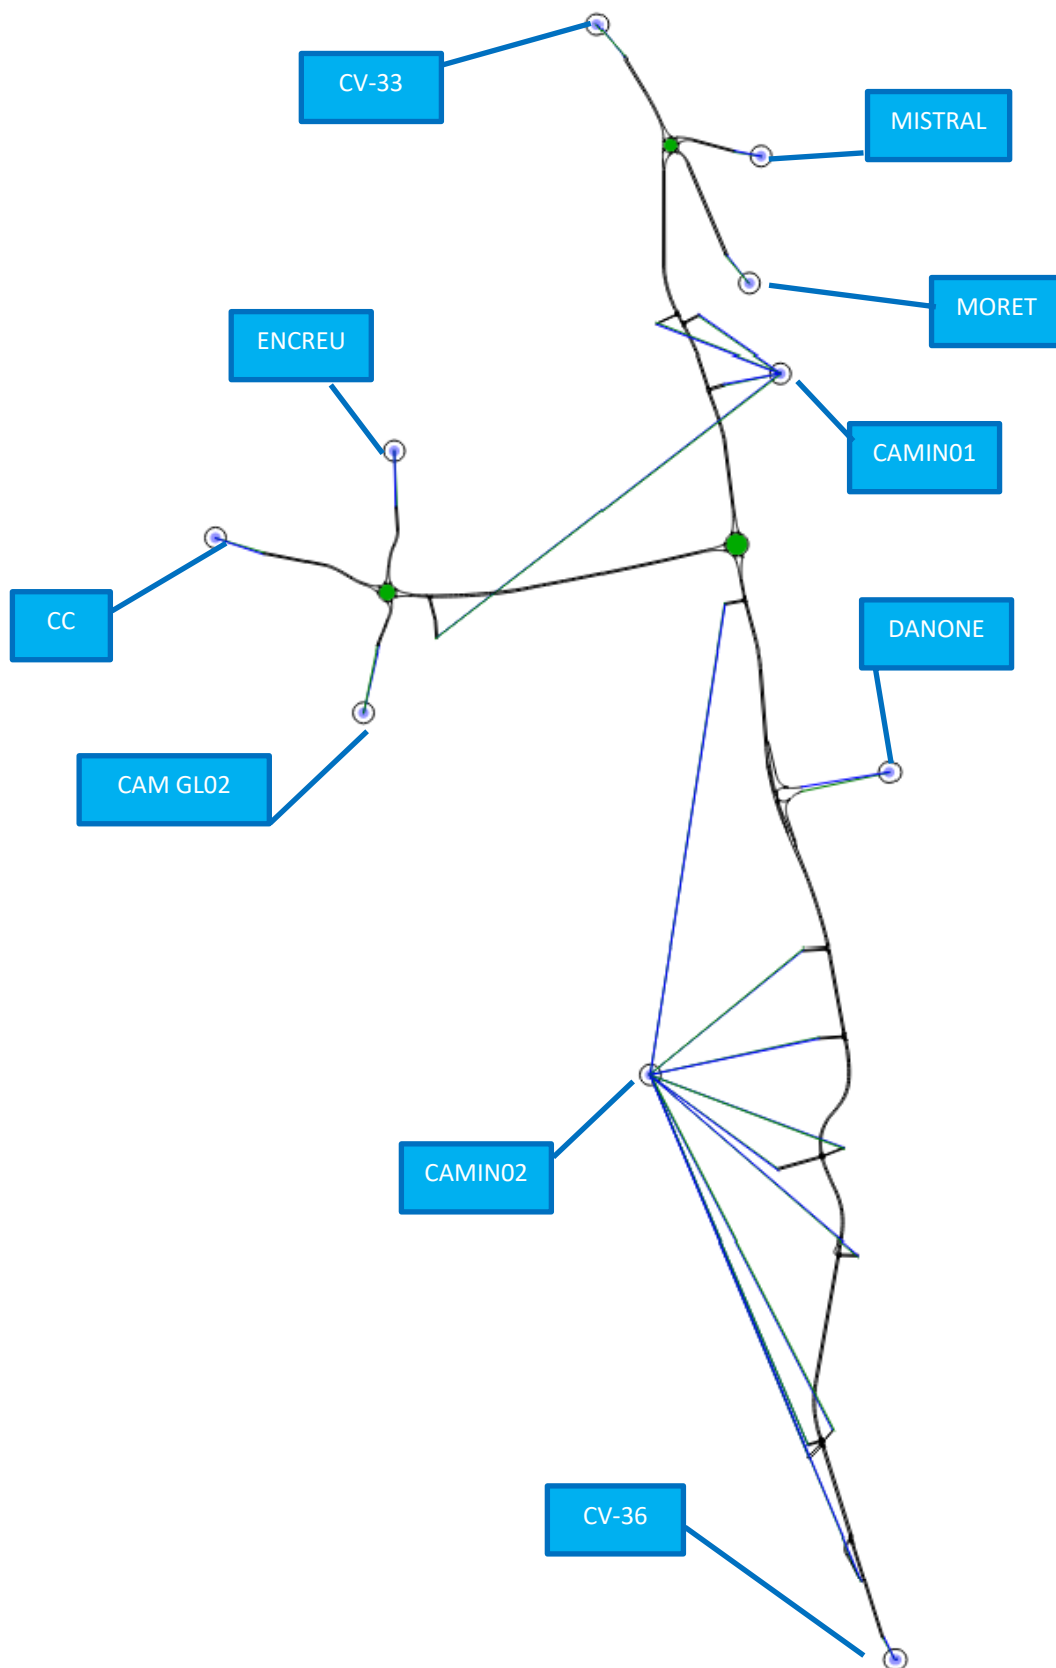 CV-33
MISTRAL
MORET
ENCREU
CAMIN01
CC
DANONE
CAM GL02
CAMIN02
CV-36